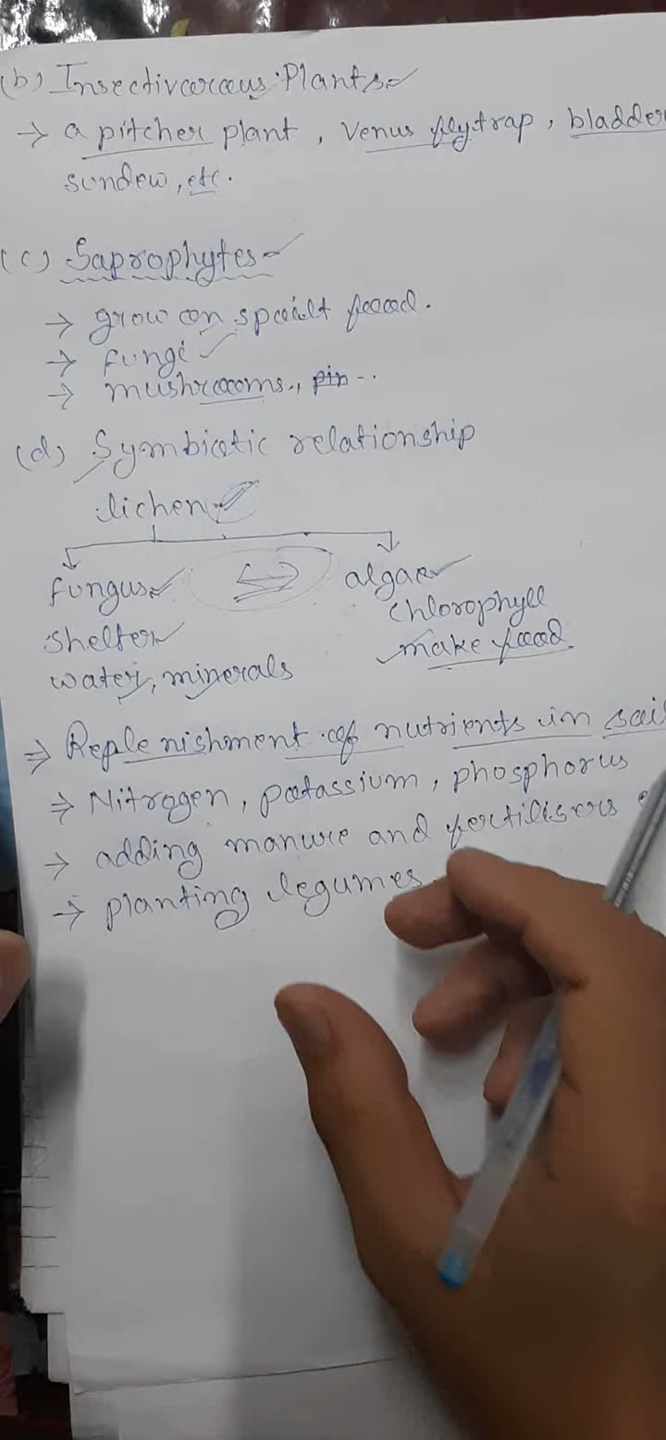 (b) Insectivorous Plants
→ a pitcher plant, Venus flytrap, bladder
sundew, etc.
(c) Saprophytes
→ grow on spoilt food.
→ fungi
→ mushrooms,
(d) Symbiotic relationship
lichen
fungus algae
shelter chlorophyll
water, minerals make food
⇒ Replenishment of nutrients in soi
⇒ Nitrogen, potassium, phosphorus
→ adding manure and fertilisers
→ planting legumes